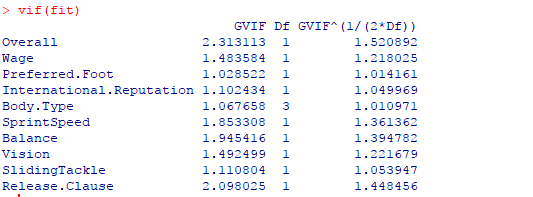 > vif(fit)
                             GVIF Df GVIF^(1/(2*Df))
Overall                  2.313113  1        1.520892
Wage                     1.483584  1        1.218025
Preferred.Foot           1.028522  1        1.014161
International.Reputation 1.102434  1        1.049969
Body.Type                1.067658  3        1.010971
SprintSpeed              1.853308  1        1.361362
Balance                  1.945416  1        1.394782
Vision                   1.492499  1        1.221679
SlidingTackle            1.110804  1        1.053947
Release.Clause           2.098025  1        1.448456